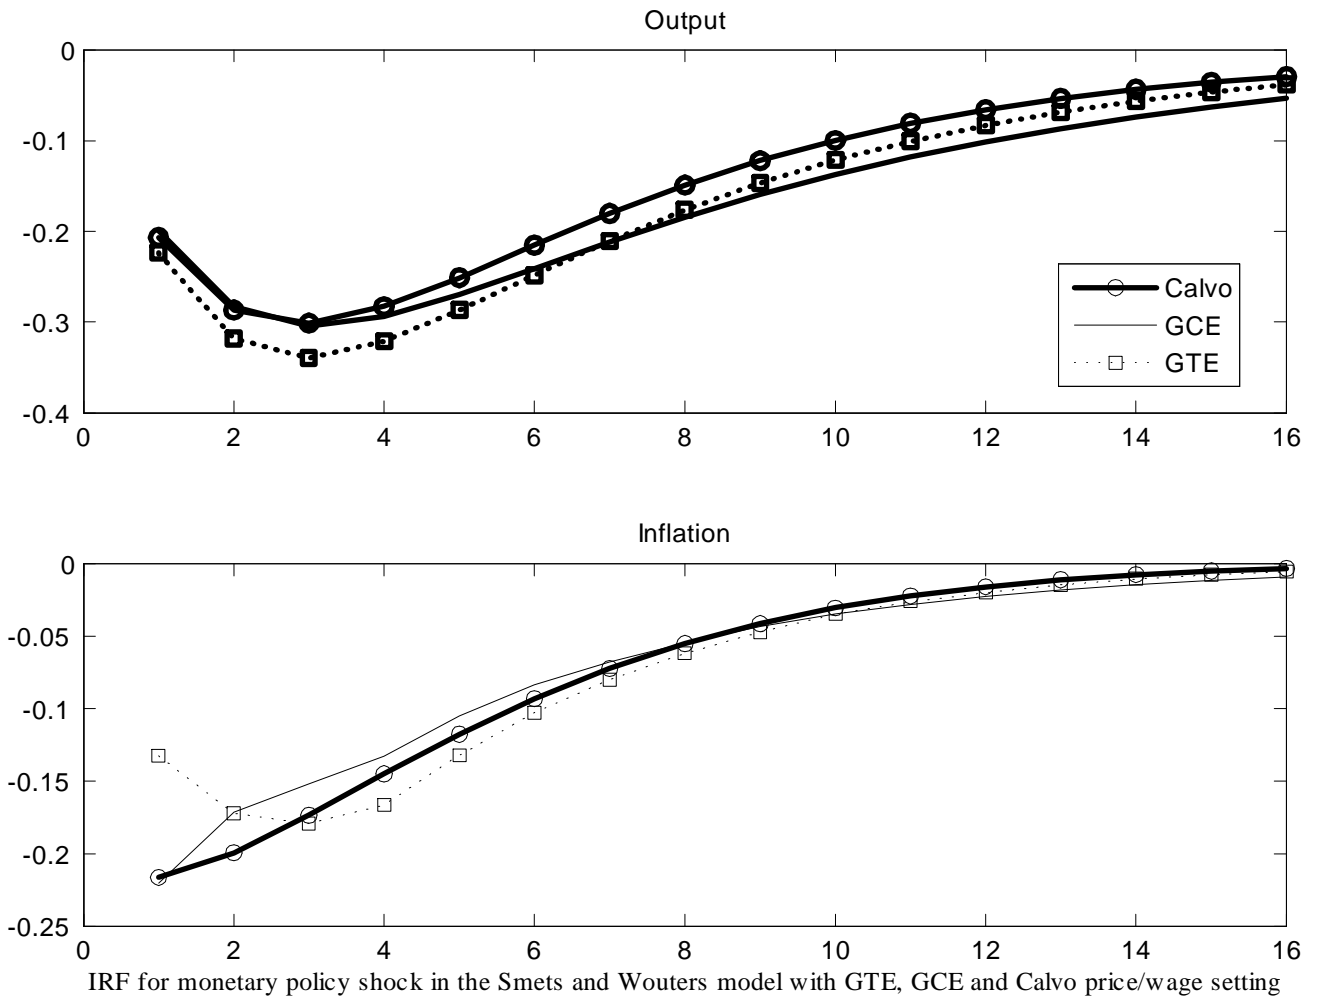 Output
0
-0.1
-0.2
-0.3
-0.4
0 2 4 6 8 10 12 14 16
Calvo
GCE
GTE
Inflation
0
-0.05
-0.1
-0.15
-0.2
-0.25
0 2 4 6 8 10 12 14 16
IRF for monetary policy shock in the Smets and Wouters model with GTE, GCE and Calvo price/wage setting